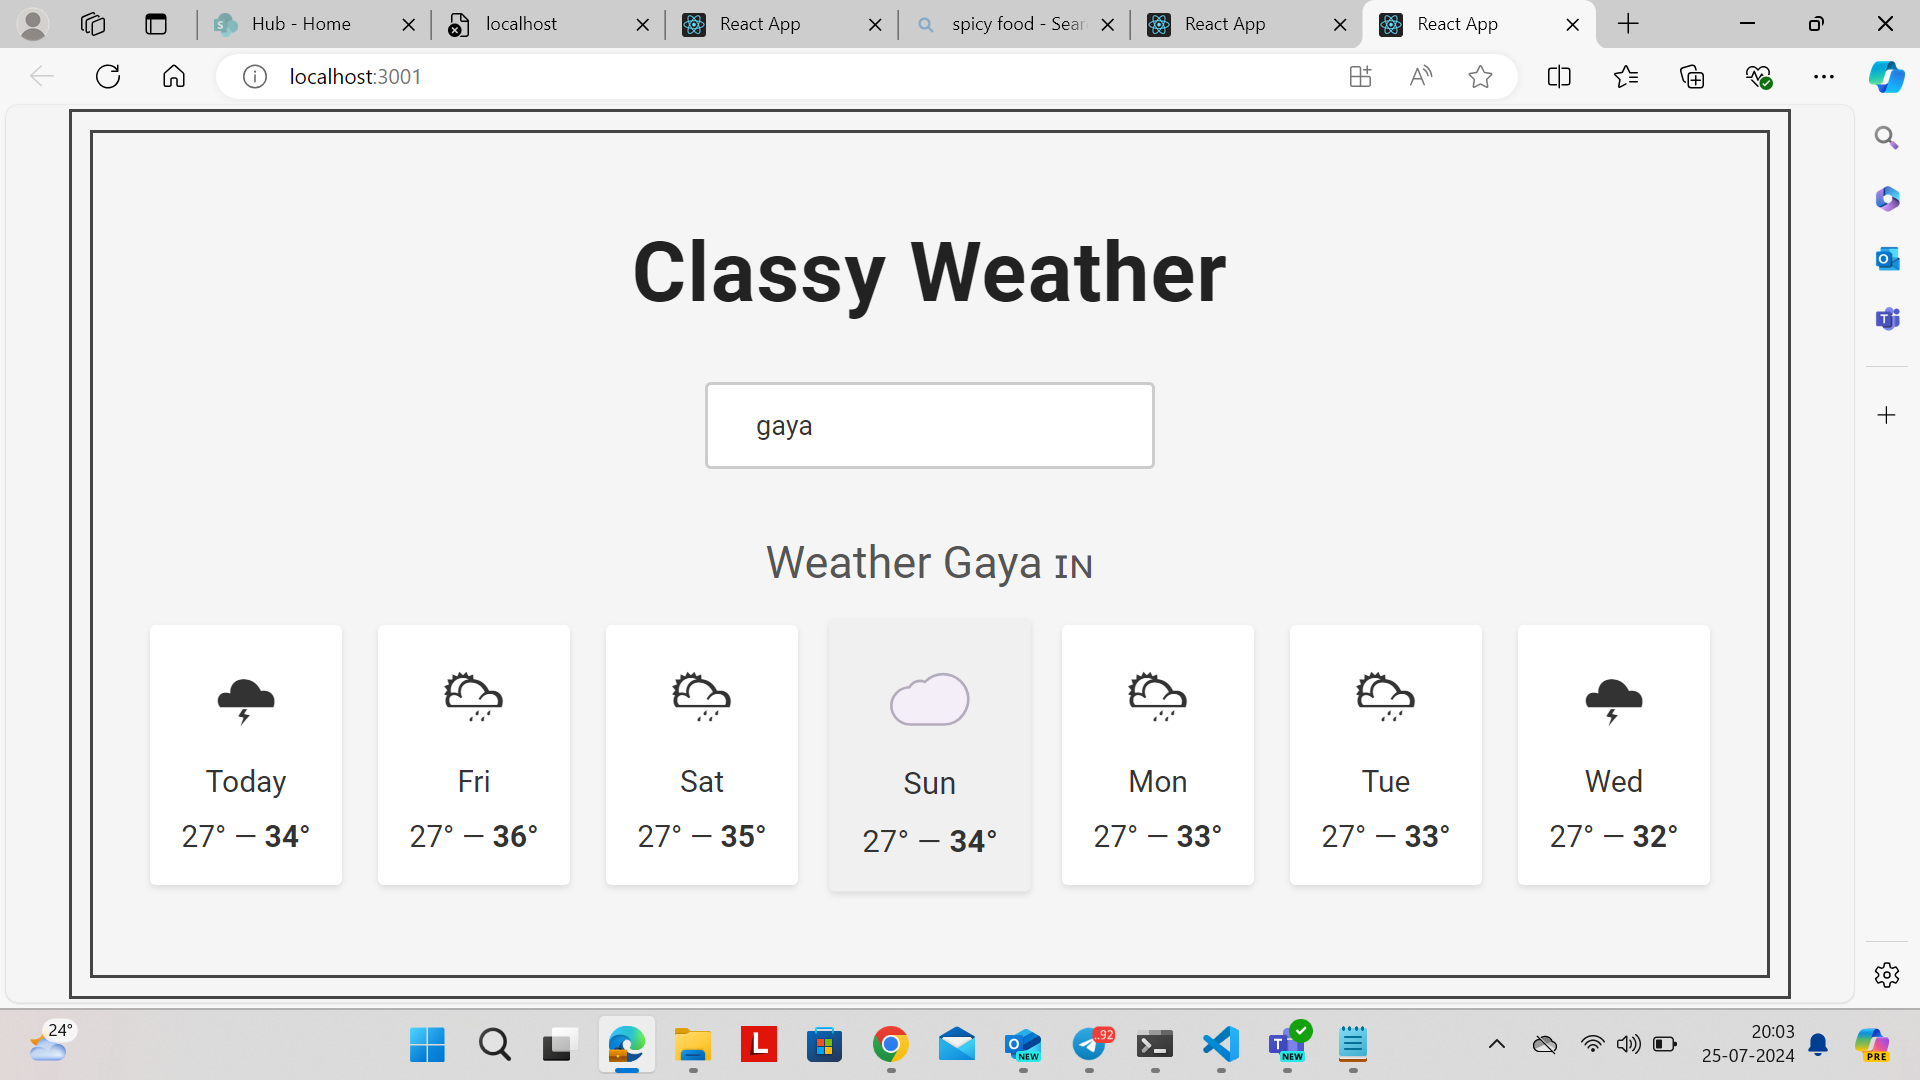 Hub - Home
localhost
React App
spicy food - Sear
React App
React App
localhost:3001
Classy Weather
gaya
Weather Gaya IN
Today
27° — 34°
Fri
27° — 36°
Sat
27° — 35°
Sun
27° — 34°
Mon
27° — 33°
Tue
27° — 33°
Wed
27° — 32°
24°
L
NEW
92
NEW
20:03
25-07-2024
PRE